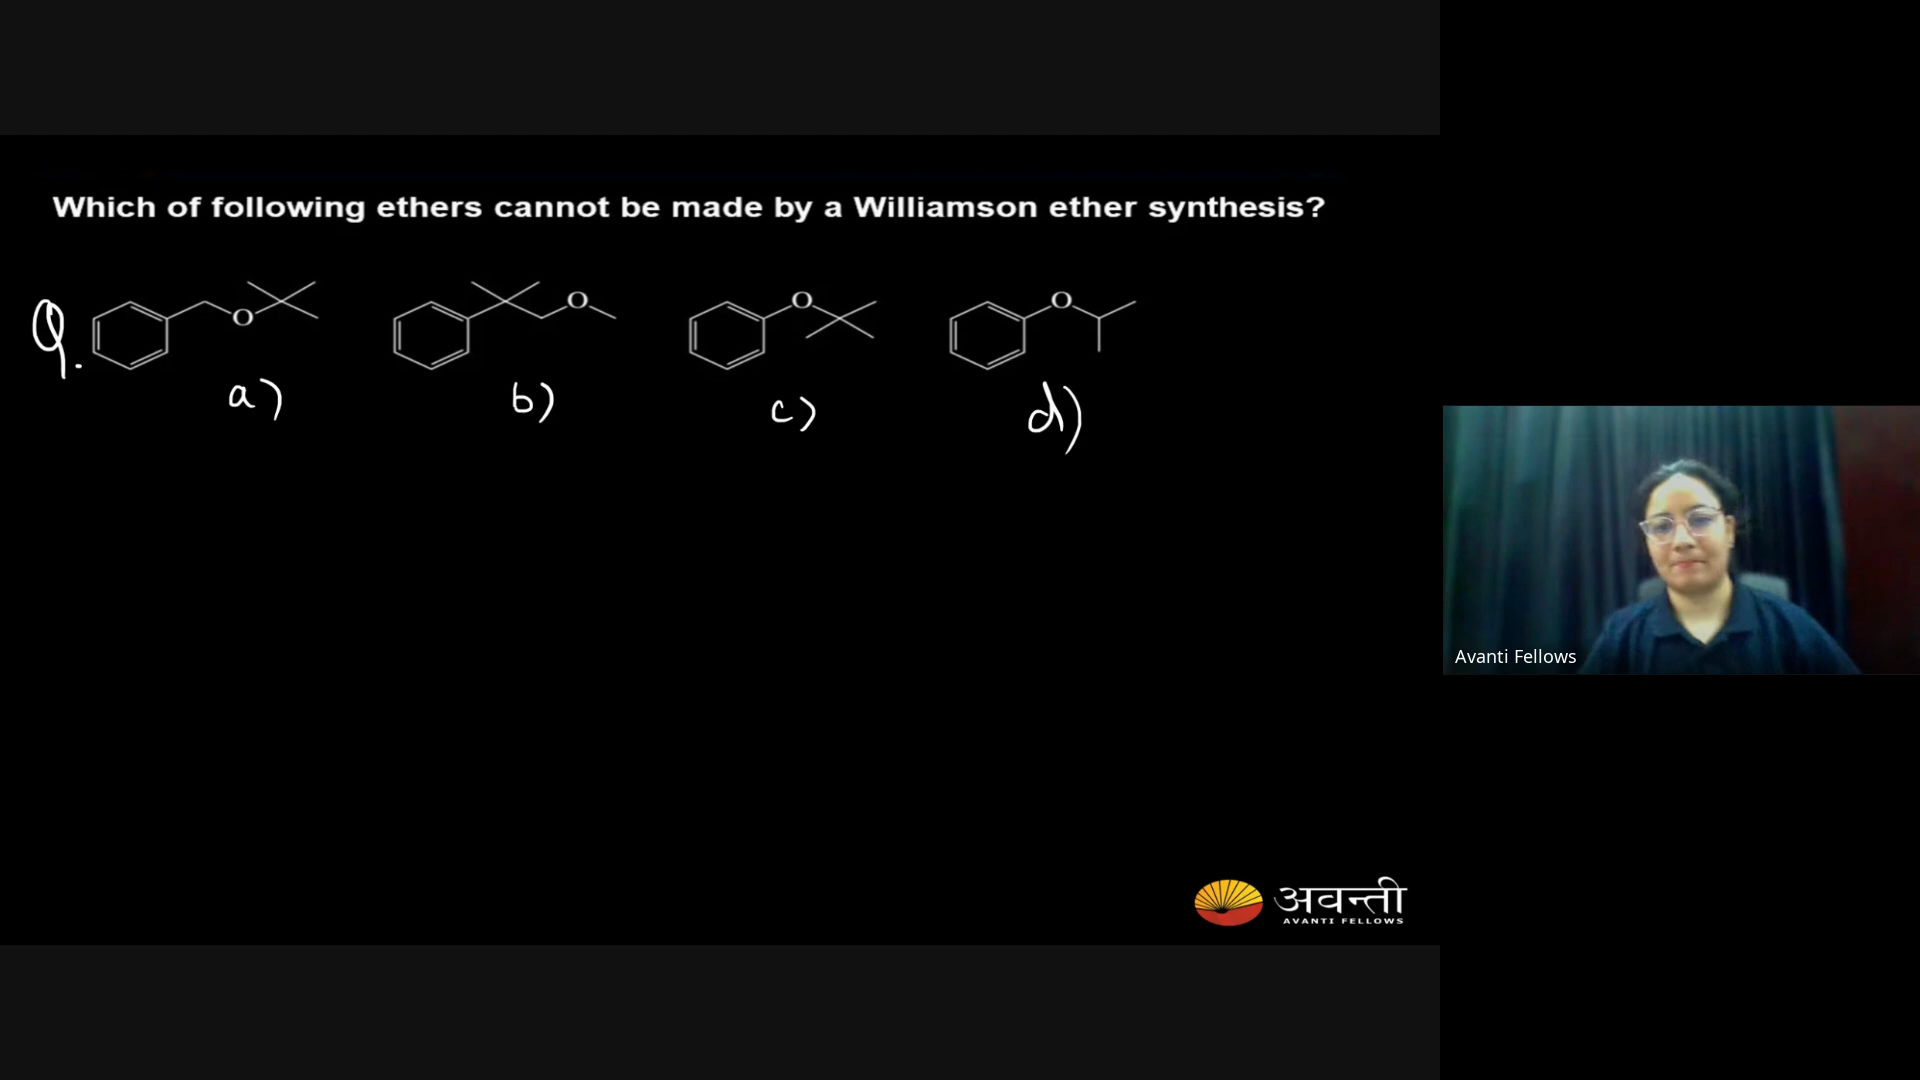 Which of following ethers cannot be made by a Williamson ether synthesis?
Q.
O O O O
a) b) c) d)
Avanti Fellows
अवन्ती
AVANTI FELLOWS